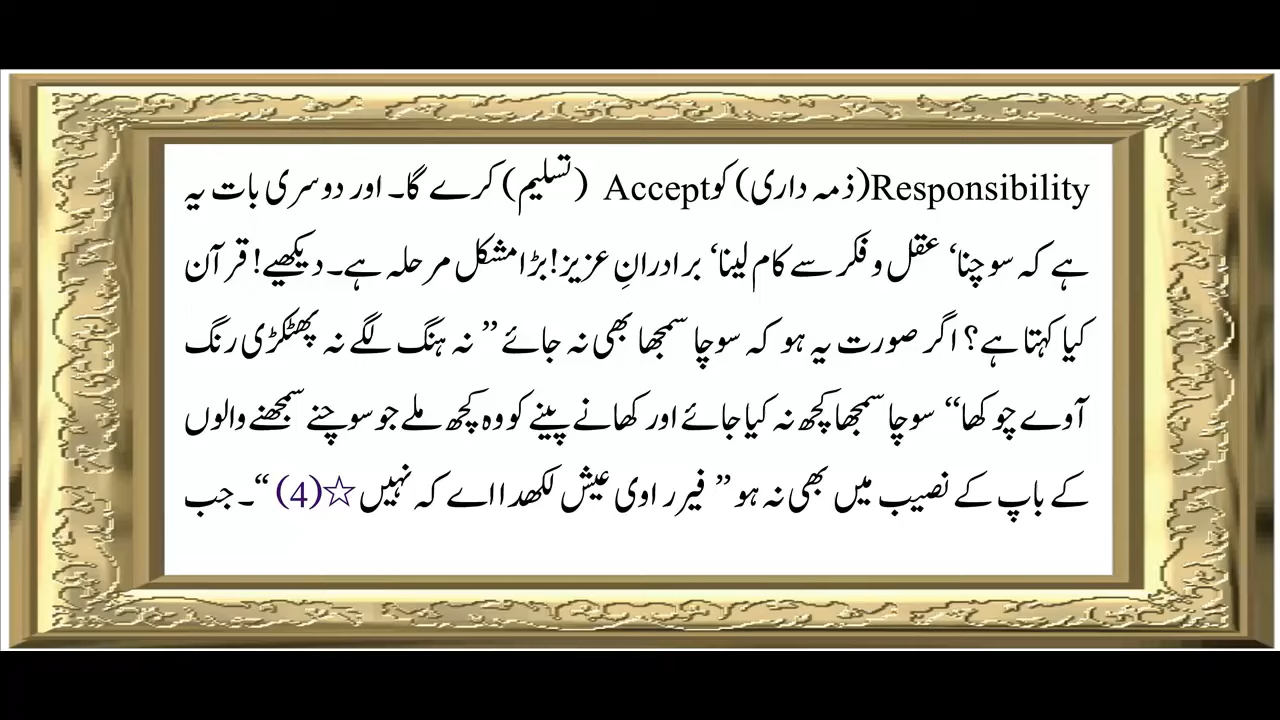 Responsibility(ذمہ داری) کوAccept (تسلیم) کرے گا۔ اور دوسری بات یہ
ہے کہ سوچنا‘ عقل و فکر سے کام لینا‘ برادرانِ عزیز! بڑا مشکل مرحلہ ہے۔ دیکھیے! قرآن
کیا کہتا ہے؟ اگر صورت یہ ہو کہ سوچا سمجھا بھی نہ جائے ’’ نہ ہنگ لگے نہ پھٹکڑی رنگ
آوے چوکھا‘‘ سوچا سمجھا کچھ نہ کیا جائے اور کھانے پینے کو وہ کچھ ملے جو سوچنے سمجھنے والوں
کے باپ کے نصیب میں بھی نہ ہو ’’ فیر راوی عیش لکھدا اے کہ نہیں ☆(4) ‘‘۔ جب